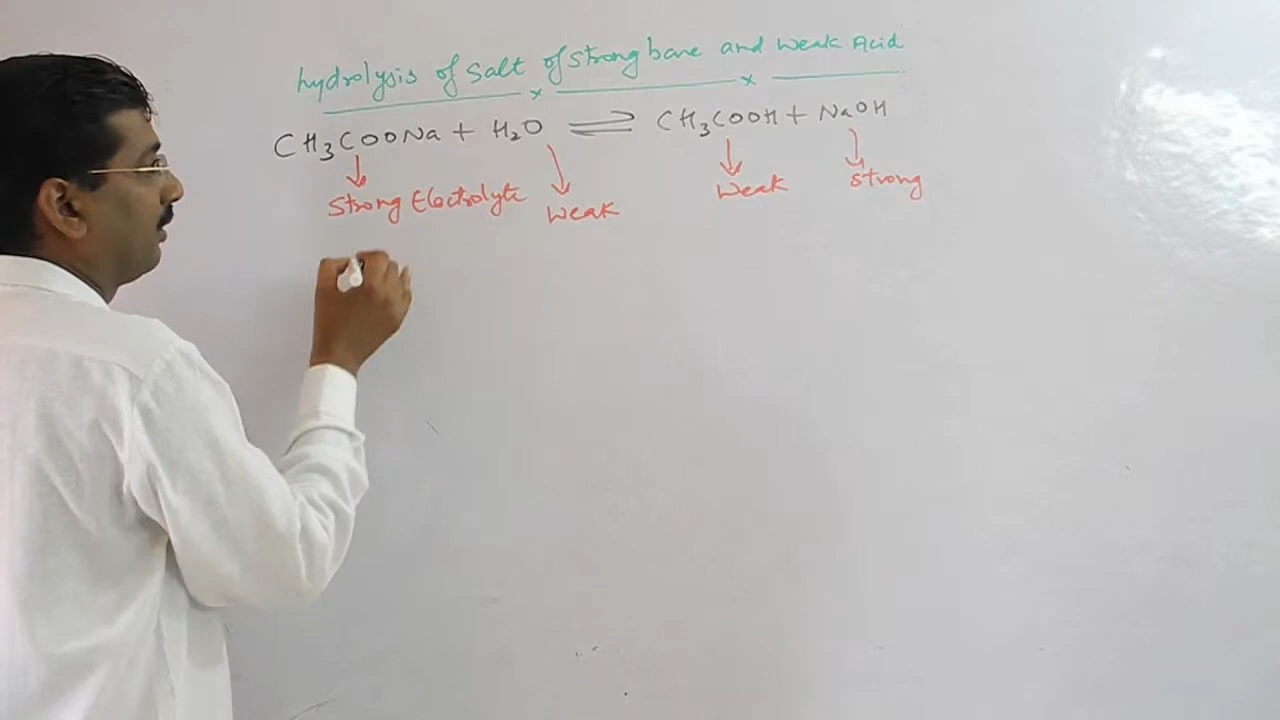 hydrolysis of Salt of Strong base and Weak Acid
CH₃COONa + H₂O ⇌ CH₃COOH + NaOH
Strong Electrolyte Weak Weak Strong